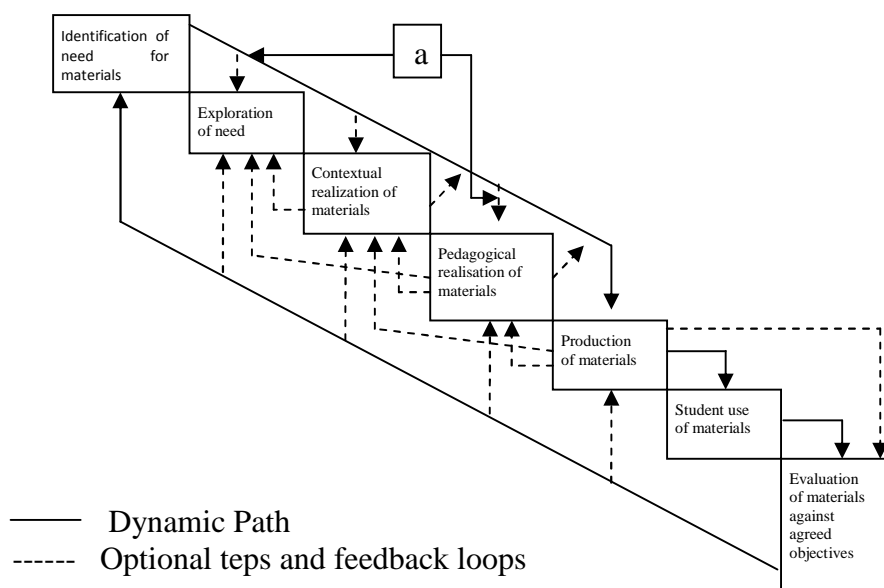 Identification of
need for
materials
a
Exploration
of need
Contextual
realization of
materials
Pedagogical
realisation of
materials
Production
of materials
Student use
of materials
Evaluation
of materials
against
agreed
objectives
Dynamic Path
Optional teps and feedback loops